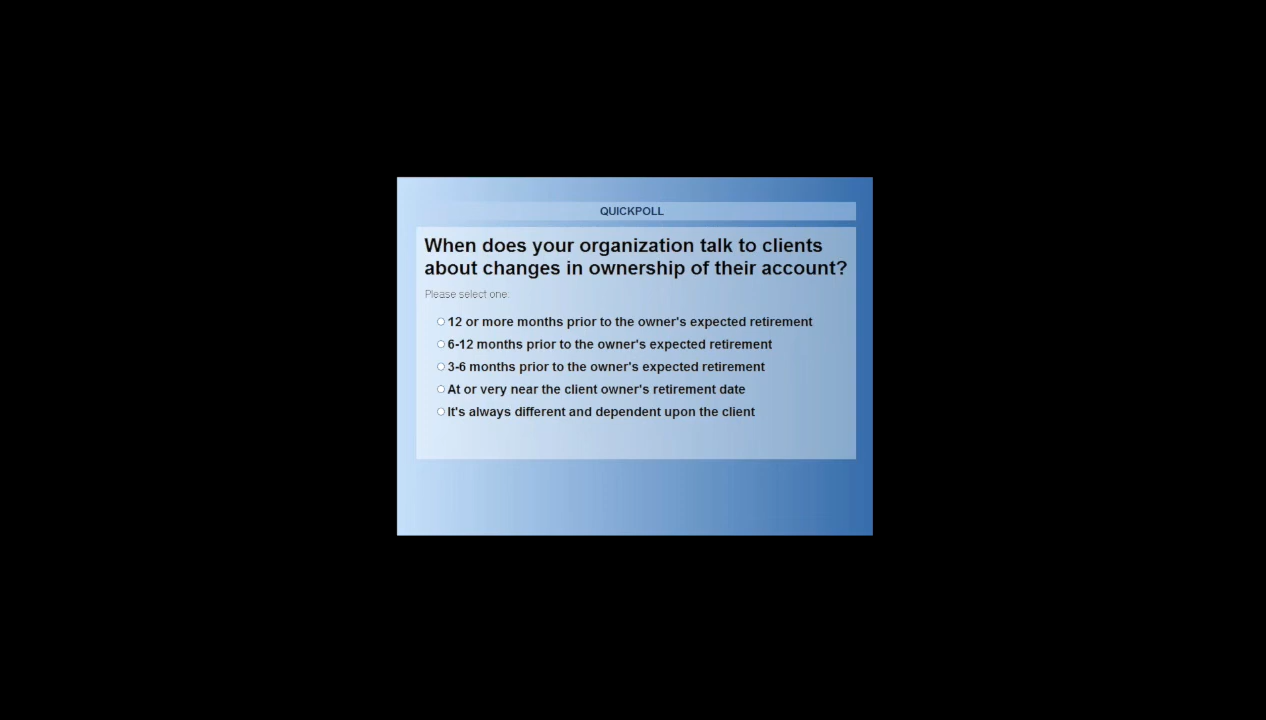 QUICKPOLL
When does your organization talk to clients
about changes in ownership of their account?
Please select one:
12 or more months prior to the owner's expected retirement
6-12 months prior to the owner's expected retirement
3-6 months prior to the owner's expected retirement
At or very near the client owner's retirement date
It's always different and dependent upon the client